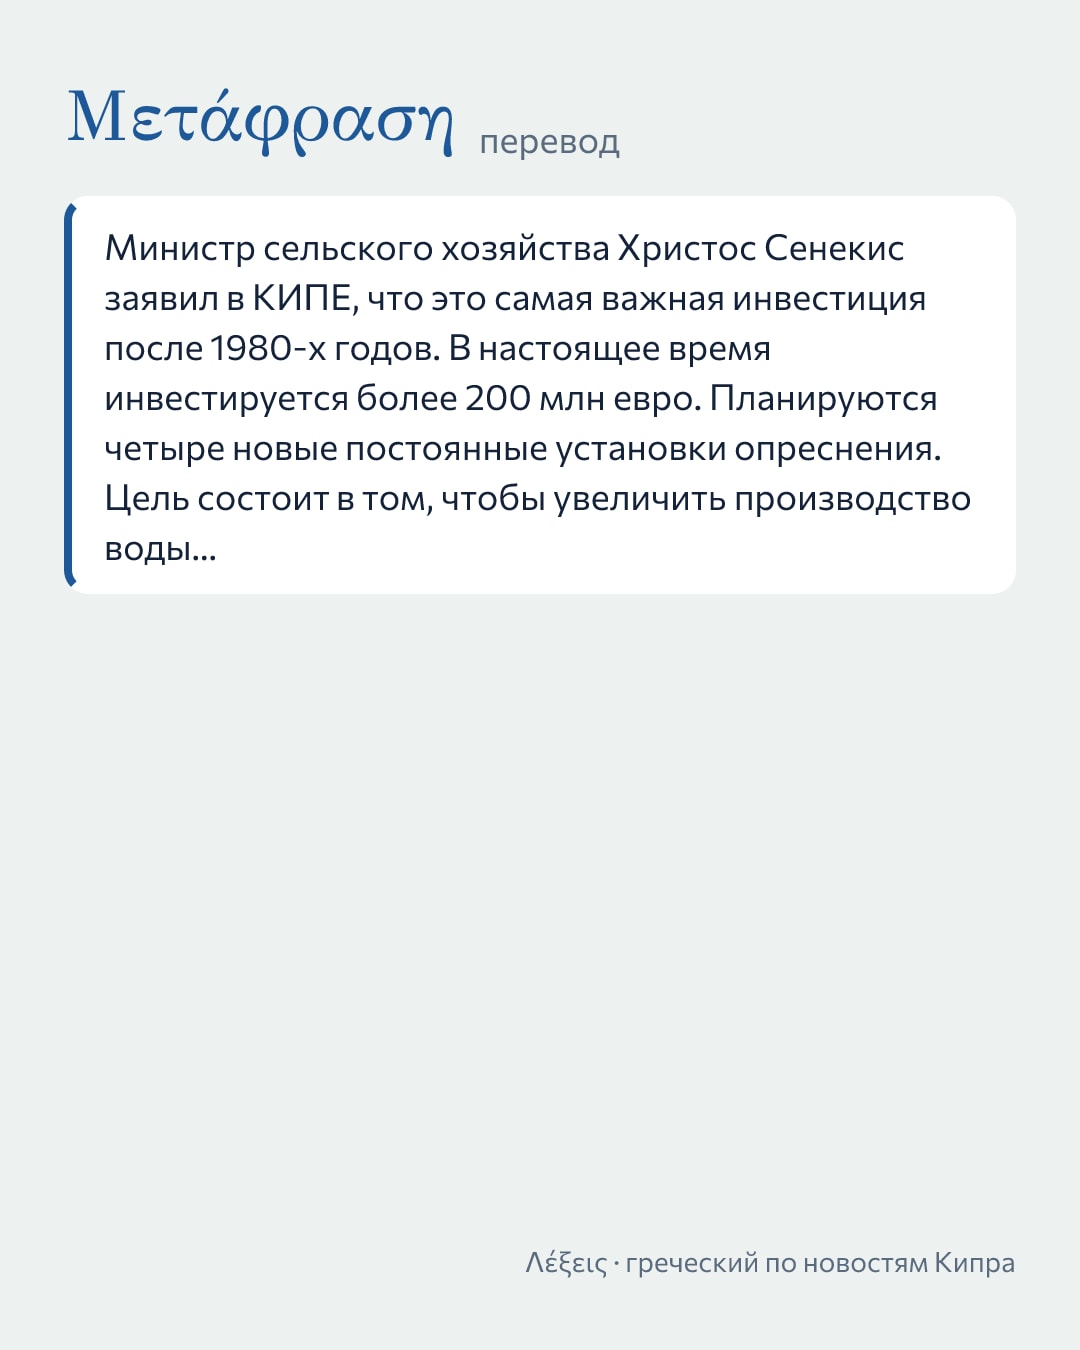 Μετάφραση перевод
Министр сельского хозяйства Христос Сенекис
заявил в КИПЕ, что это самая важная инвестиция
после 1980-х годов. В настоящее время
инвестируется более 200 млн евро. Планируются
четыре новые постоянные установки опреснения.
Цель состоит в том, чтобы увеличить производство
воды...
Λέξεις · греческий по новостям Кипра